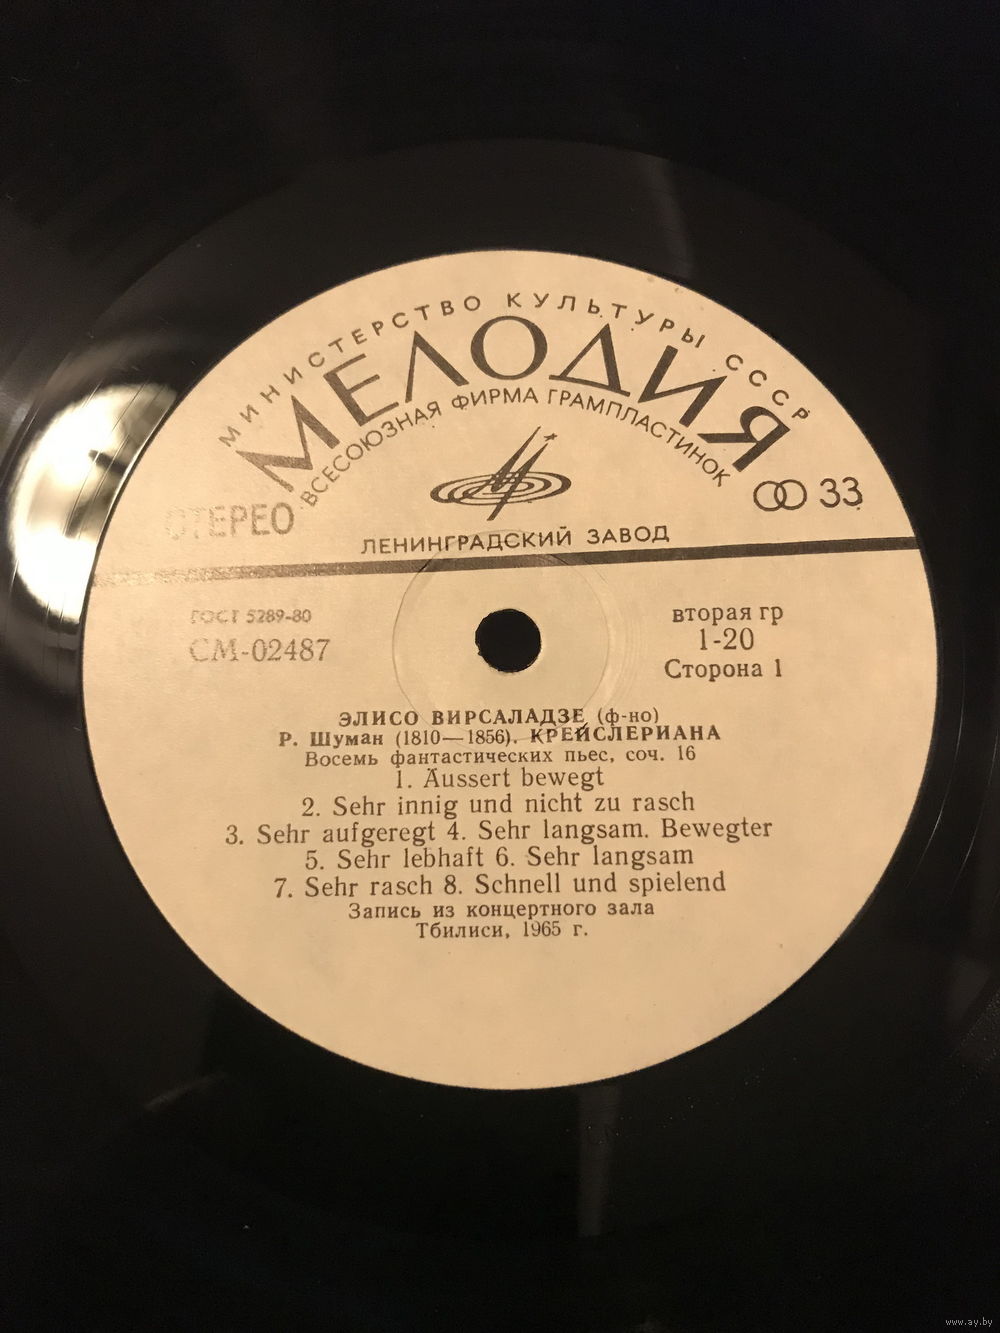 МИНИСТЕРСТВО КУЛЬТУРЫ СССР
МЕЛОДИЯ
ВСЕСОЮЗНАЯ ФИРМА ГРАМПЛАСТИНОК
СТЕРЕО
33
ЛЕНИНГРАДСКИЙ ЗАВОД
ГОСТ 5289-80
СМ-02487
вторая гр
1-20
Сторона 1
ЭЛИСО ВИРСАЛАДЗЕ (ф-но)
Р. Шуман (1810—1856). КРЕЙСЛЕРИАНА
Восемь фантастических пьес, соч. 16
1. Äussert bewegt
2. Sehr innig und nicht zu rasch
3. Sehr aufgeregt 4. Sehr langsam. Bewegter
5. Sehr lebhaft 6. Sehr langsam
7. Sehr rasch 8. Schnell und spielend
Запись из концертного зала
Тбилиси, 1965 г.
www.ay.by